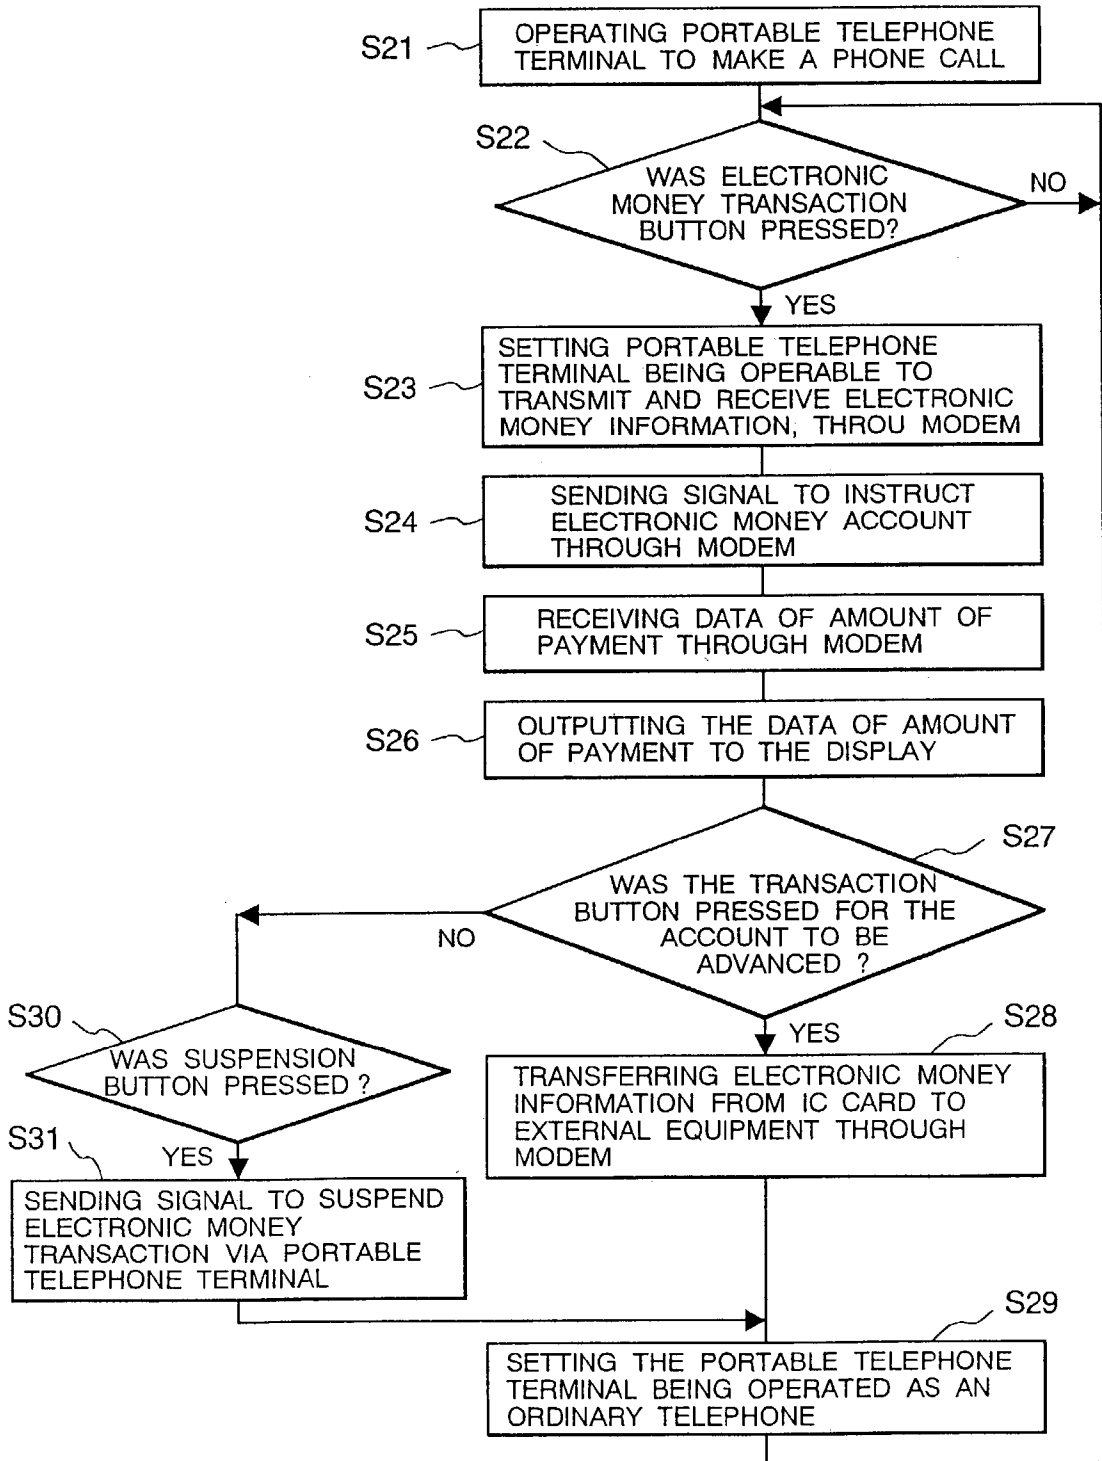 S21
OPERATING PORTABLE TELEPHONE
TERMINAL TO MAKE A PHONE CALL
S22
WAS ELECTRONIC
MONEY TRANSACTION
BUTTON PRESSED?
NO
YES
S23
SETTING PORTABLE TELEPHONE
TERMINAL BEING OPERABLE TO
TRANSMIT AND RECEIVE ELECTRONIC
MONEY INFORMATION, THROU MODEM
S24
SENDING SIGNAL TO INSTRUCT
ELECTRONIC MONEY ACCOUNT
THROUGH MODEM
S25
RECEIVING DATA OF AMOUNT OF
PAYMENT THROUGH MODEM
S26
OUTPUTTING THE DATA OF AMOUNT
OF PAYMENT TO THE DISPLAY
S27
WAS THE TRANSACTION
BUTTON PRESSED FOR THE
ACCOUNT TO BE
ADVANCED ?
NO
YES
S30
WAS SUSPENSION
BUTTON PRESSED ?
YES
S28
TRANSFERRING ELECTRONIC MONEY
INFORMATION FROM IC CARD TO
EXTERNAL EQUIPMENT THROUGH
MODEM
S31
SENDING SIGNAL TO SUSPEND
ELECTRONIC MONEY
TRANSACTION VIA PORTABLE
TELEPHONE TERMINAL
S29
SETTING THE PORTABLE TELEPHONE
TERMINAL BEING OPERATED AS AN
ORDINARY TELEPHONE